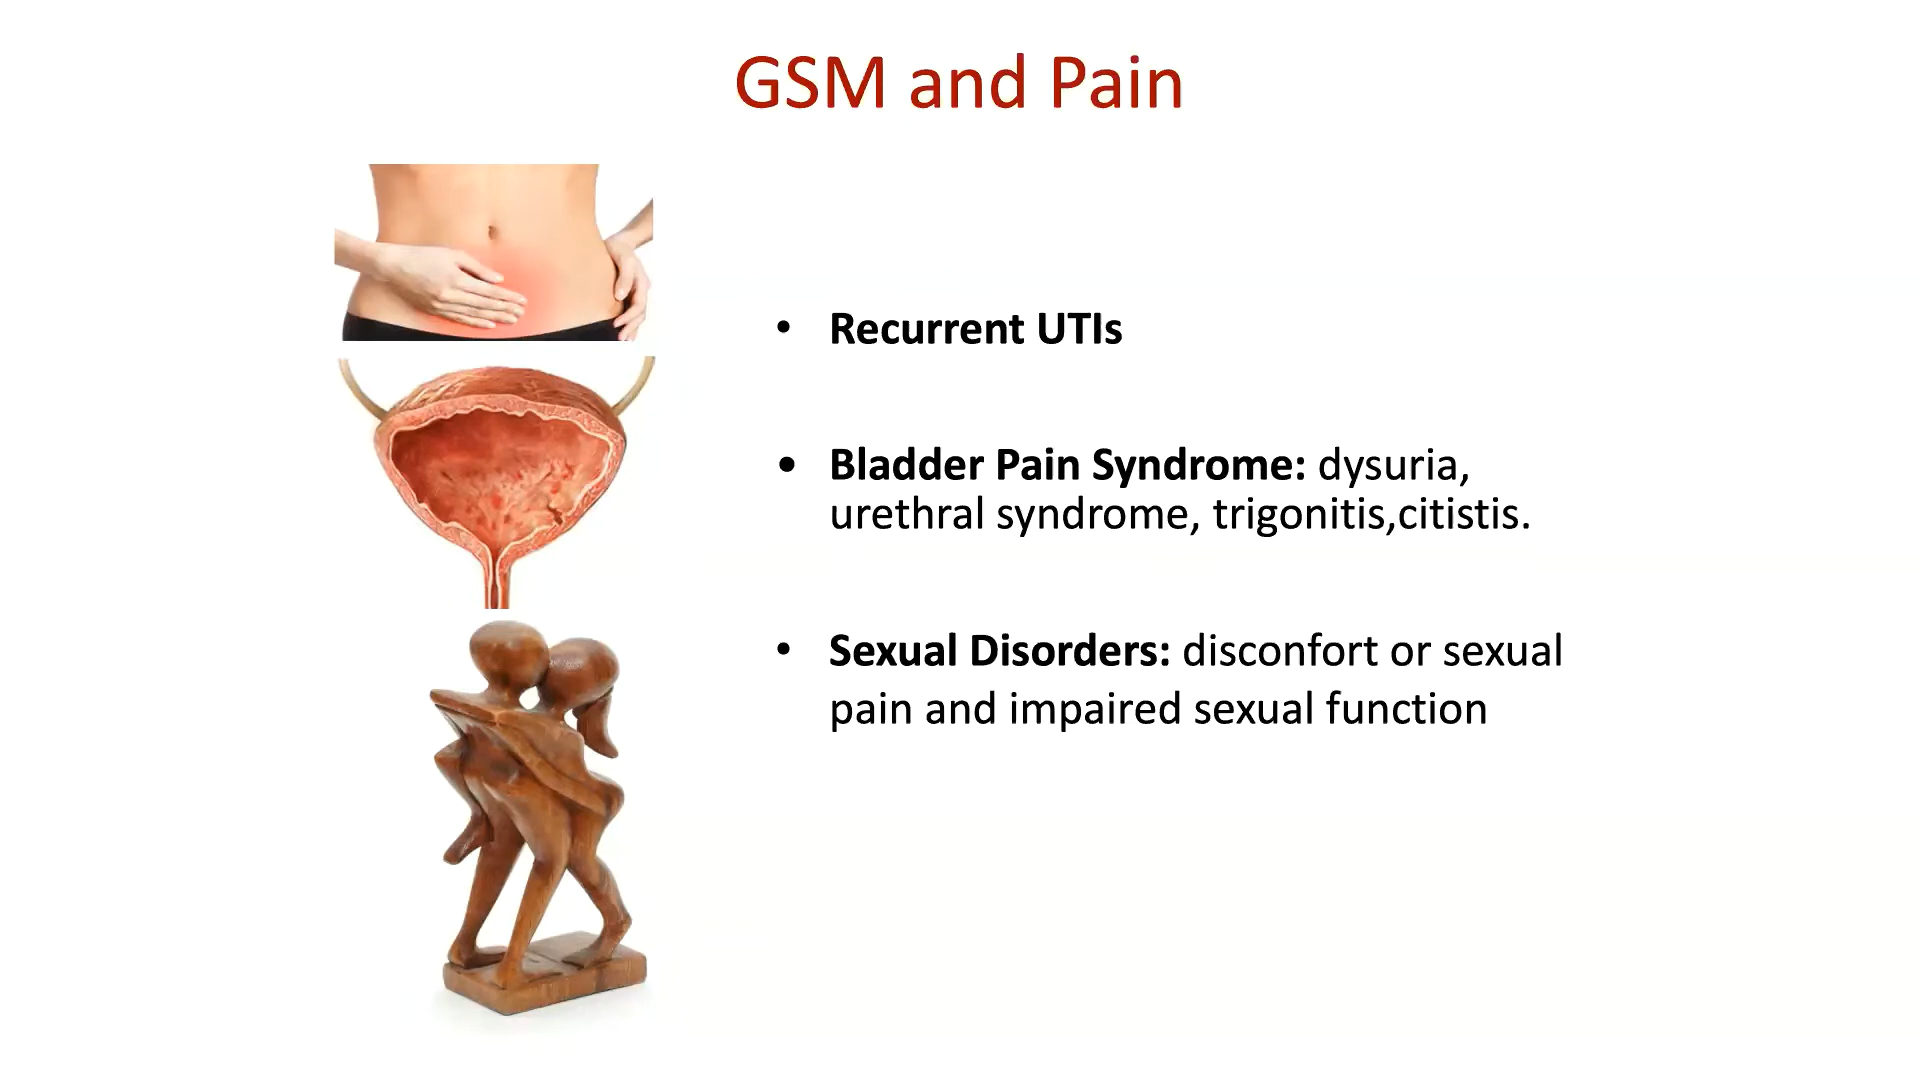 GSM and Pain
• Recurrent UTIs
• Bladder Pain Syndrome: dysuria,
urethral syndrome, trigonitis,citistis.
• Sexual Disorders: disconfort or sexual
pain and impaired sexual function